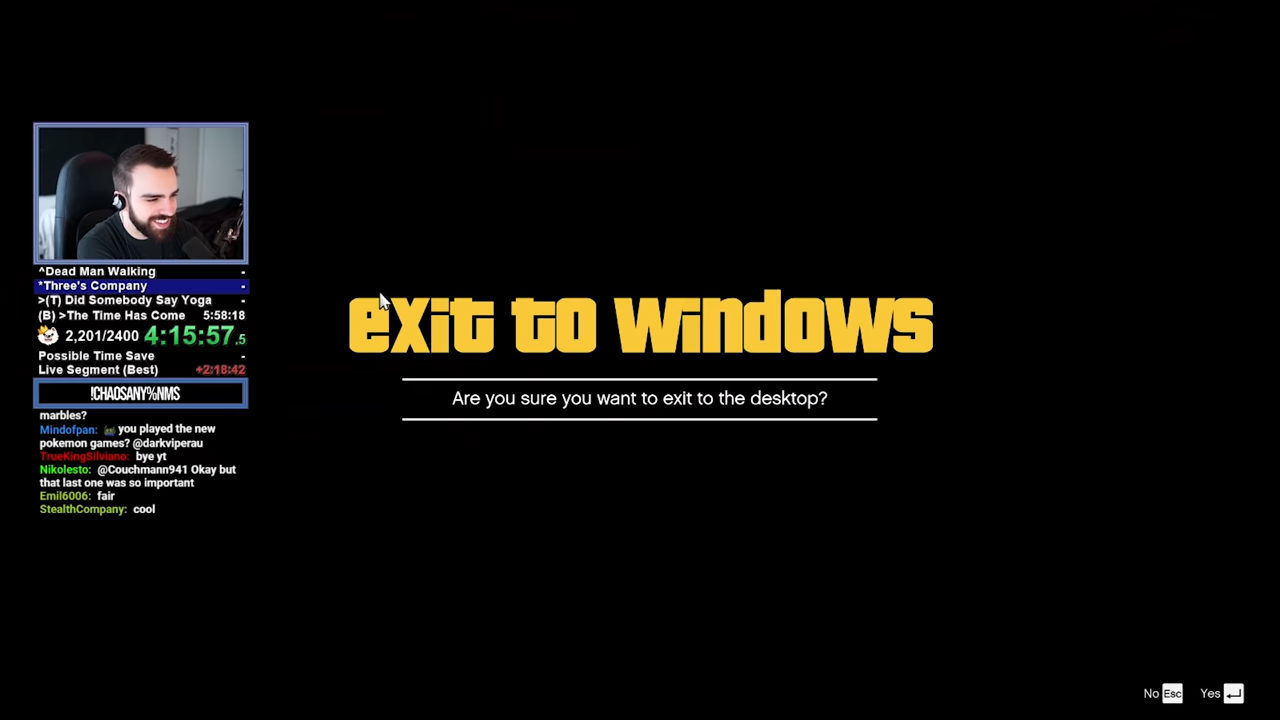 ^Dead Man Walking -
*Three's Company -
>(T) Did Somebody Say Yoga -
(B) >The Time Has Come 5:58:18
2,201/2400 4:15:57.5
Possible Time Save -
Live Segment (Best) +2:18:42
!CHAOSANY%NMS
marbles?
Mindofpan: you played the new
pokemon games? @darkviperau
TrueKingSilviano: bye yt
Nikolesto: @Couchmann941 Okay but
that last one was so important
Emil6006: fair
StealthCompany: cool
exit to windows
Are you sure you want to exit to the desktop?
No Esc Yes